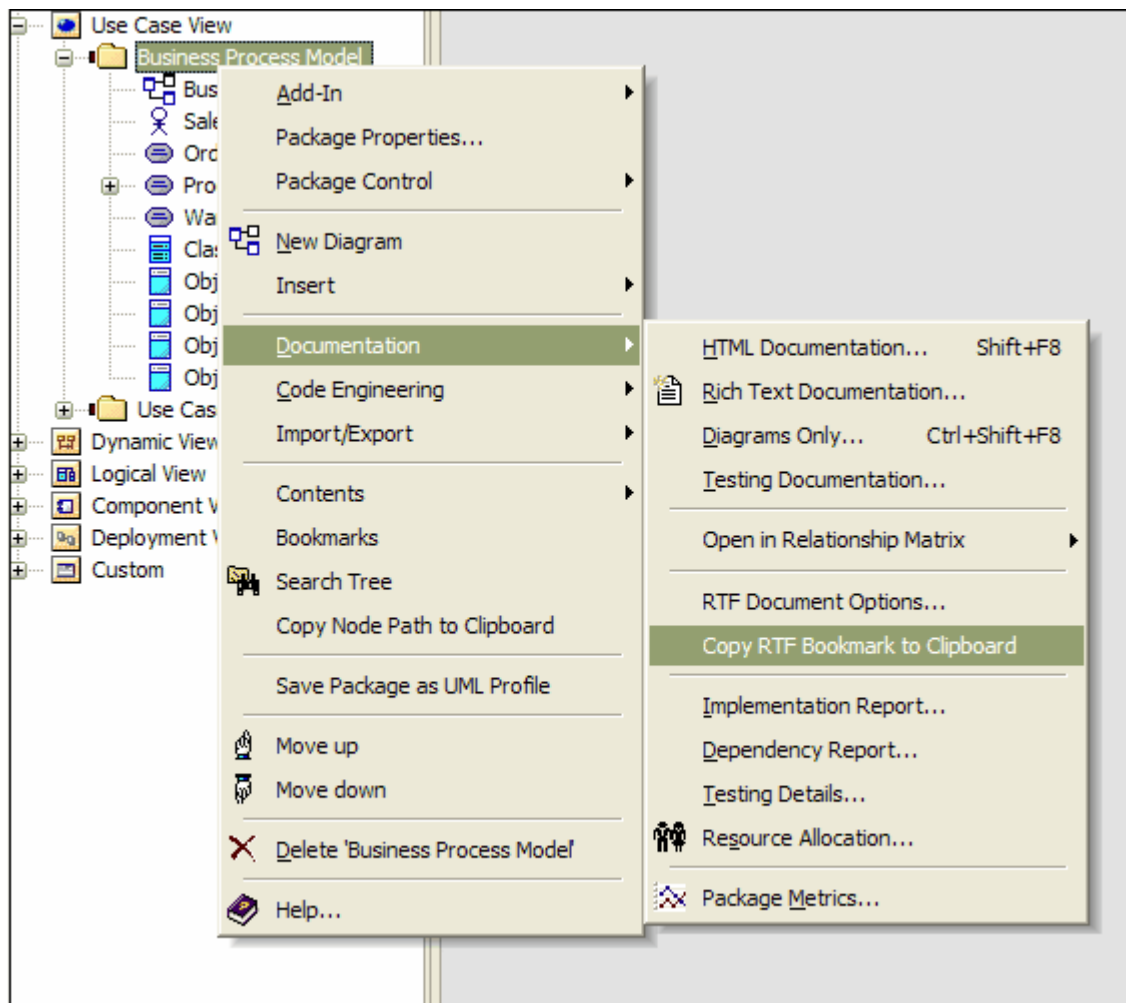 Use Case View
Business Process Model
Bus
Sale
Ord
Pro
Wa
Clas
Obj
Obj
Obj
Obj
Use Cas
Dynamic View
Logical View
Component V
Deployment V
Custom
Add-In
Package Properties...
Package Control
New Diagram
Insert
Documentation
Code Engineering
Import/Export
Contents
Bookmarks
Search Tree
Copy Node Path to Clipboard
Save Package as UML Profile
Move up
Move down
Delete 'Business Process Model'
Help...
HTML Documentation... Shift+F8
Rich Text Documentation...
Diagrams Only... Ctrl+Shift+F8
Testing Documentation...
Open in Relationship Matrix
RTF Document Options...
Copy RTF Bookmark to Clipboard
Implementation Report...
Dependency Report...
Testing Details...
Resource Allocation...
Package Metrics...